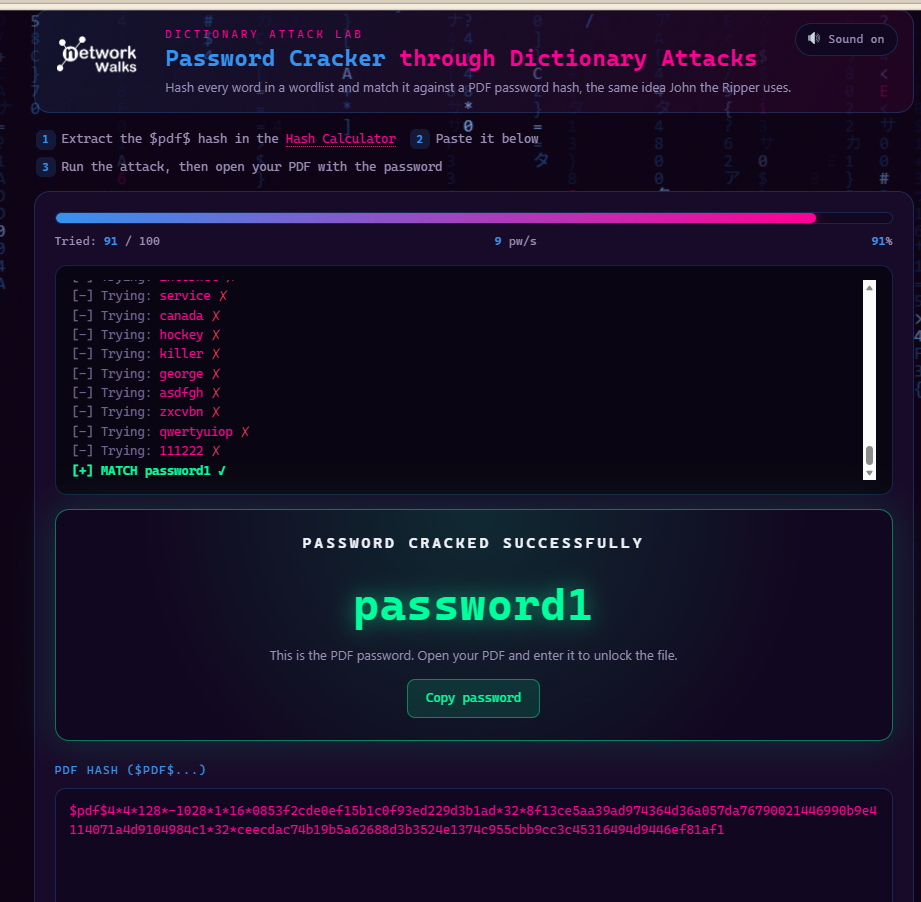 network
Walks
DICTIONARY ATTACK LAB
Password Cracker through Dictionary Attacks
Hash every word in a wordlist and match it against a PDF password hash, the same idea John the Ripper uses.
Sound on
1 Extract the $pdf$ hash in the Hash Calculator 2 Paste it below
3 Run the attack, then open your PDF with the password
Tried: 91 / 100 9 pw/s 91%
[-] Trying: service ✗
[-] Trying: canada ✗
[-] Trying: hockey ✗
[-] Trying: killer ✗
[-] Trying: george ✗
[-] Trying: asdfgh ✗
[-] Trying: zxcvbn ✗
[-] Trying: qwertyuiop ✗
[-] Trying: 111222 ✗
[+] MATCH password1 ✓
PASSWORD CRACKED SUCCESSFULLY
password1
This is the PDF password. Open your PDF and enter it to unlock the file.
Copy password
PDF HASH ($PDF$...)
$pdf$4*4*128*-1028*1*16*0853f2cde0ef15b1c0f93ed229d3b1ad*32*8f13ce5aa39ad974364d36a057da76790021446990b9e4
114071a4d9104984c1*32*ceecdac74b19b5a62688d3b3524e1374c955cbb9cc3c45316494d9446ef81af1